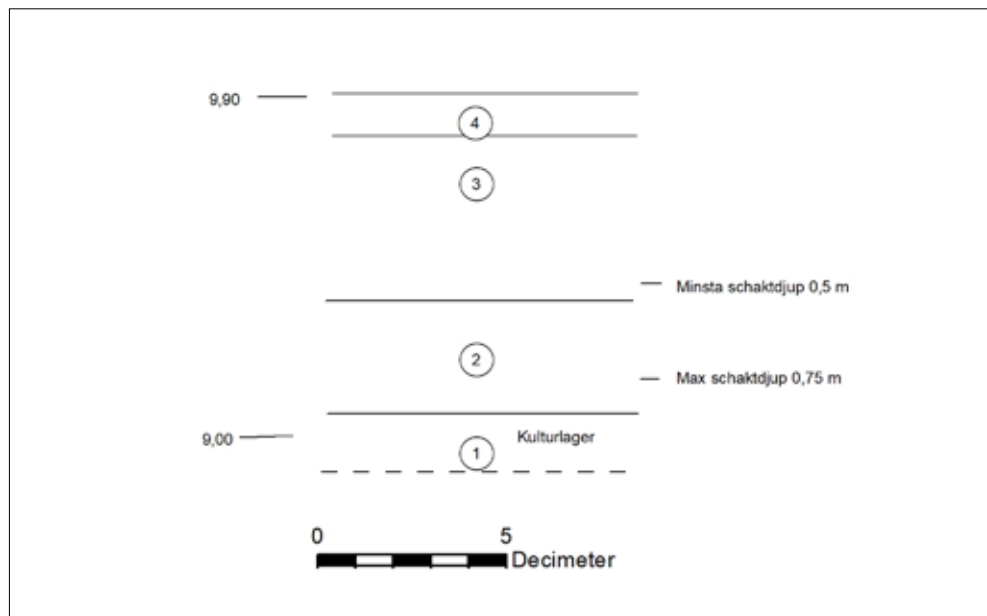 9,90
4
3
Minsta schaktdjup 0,5 m
2
Max schaktdjup 0,75 m
9,00
Kulturlager
1
0 5
Decimeter